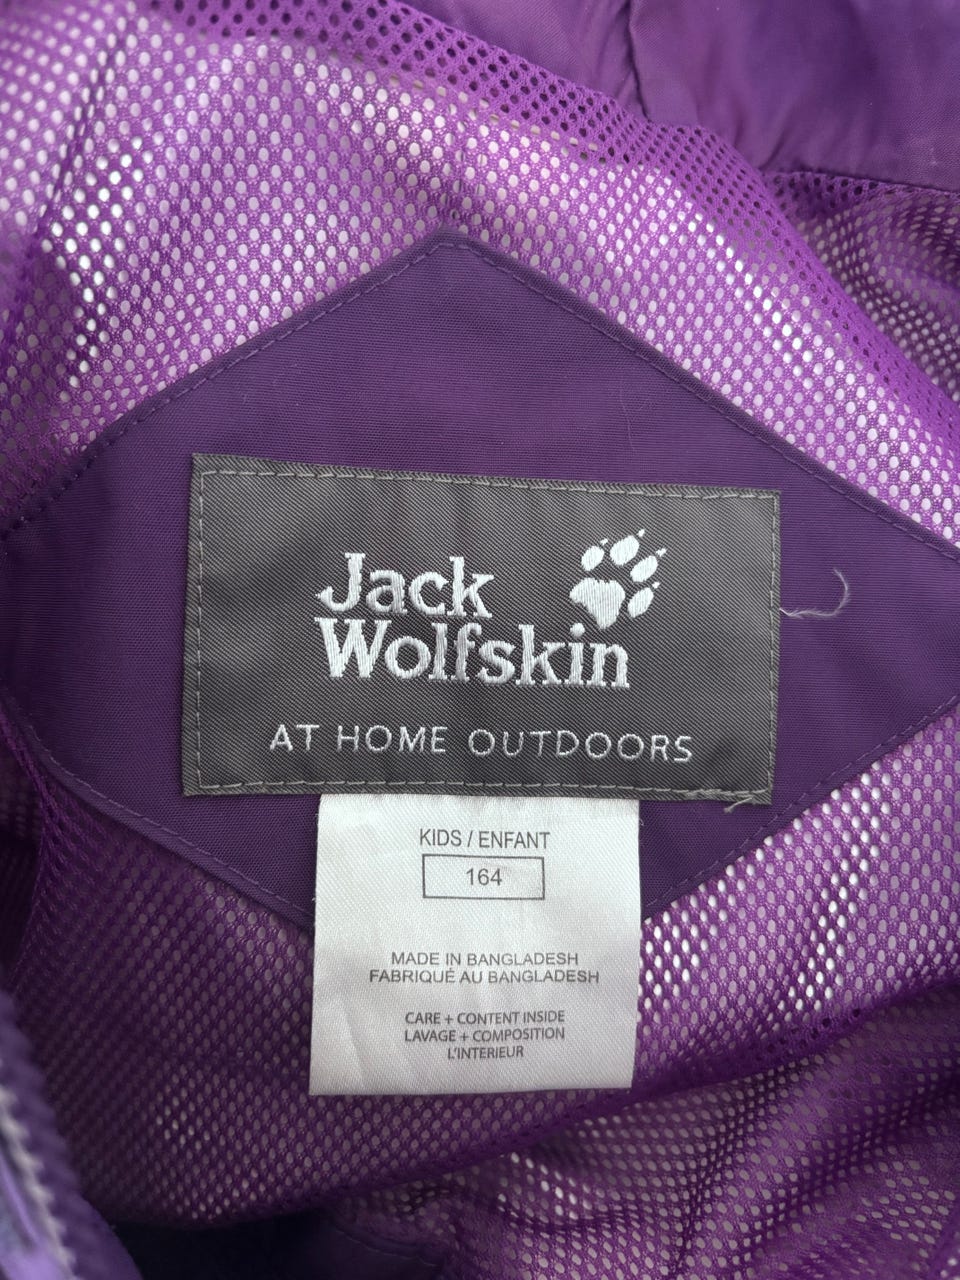 Jack
Wolfskin
AT HOME OUTDOORS
KIDS / ENFANT
164
MADE IN BANGLADESH
FABRIQUÉ AU BANGLADESH
CARE + CONTENT INSIDE
LAVAGE + COMPOSITION
L'INTERIEUR